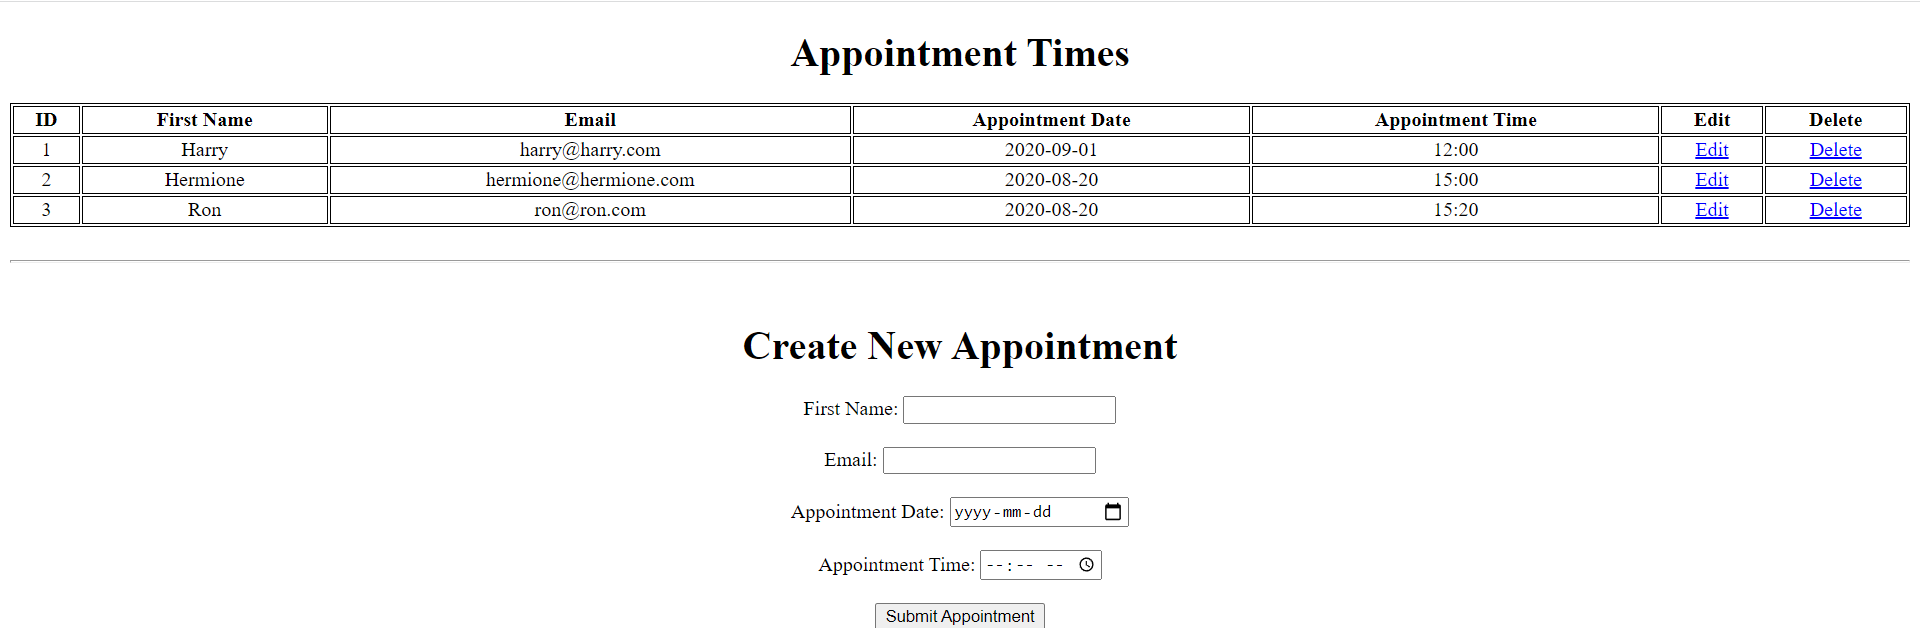 Appointment Times
ID First Name Email Appointment Date Appointment Time Edit Delete
1 Harry harry@harry.com 2020-09-01 12:00 Edit Delete
2 Hermione hermione@hermione.com 2020-08-20 15:00 Edit Delete
3 Ron ron@ron.com 2020-08-20 15:20 Edit Delete
Create New Appointment
First Name:
Email:
Appointment Date: yyyy-mm-dd
Appointment Time: --:-- --
Submit Appointment